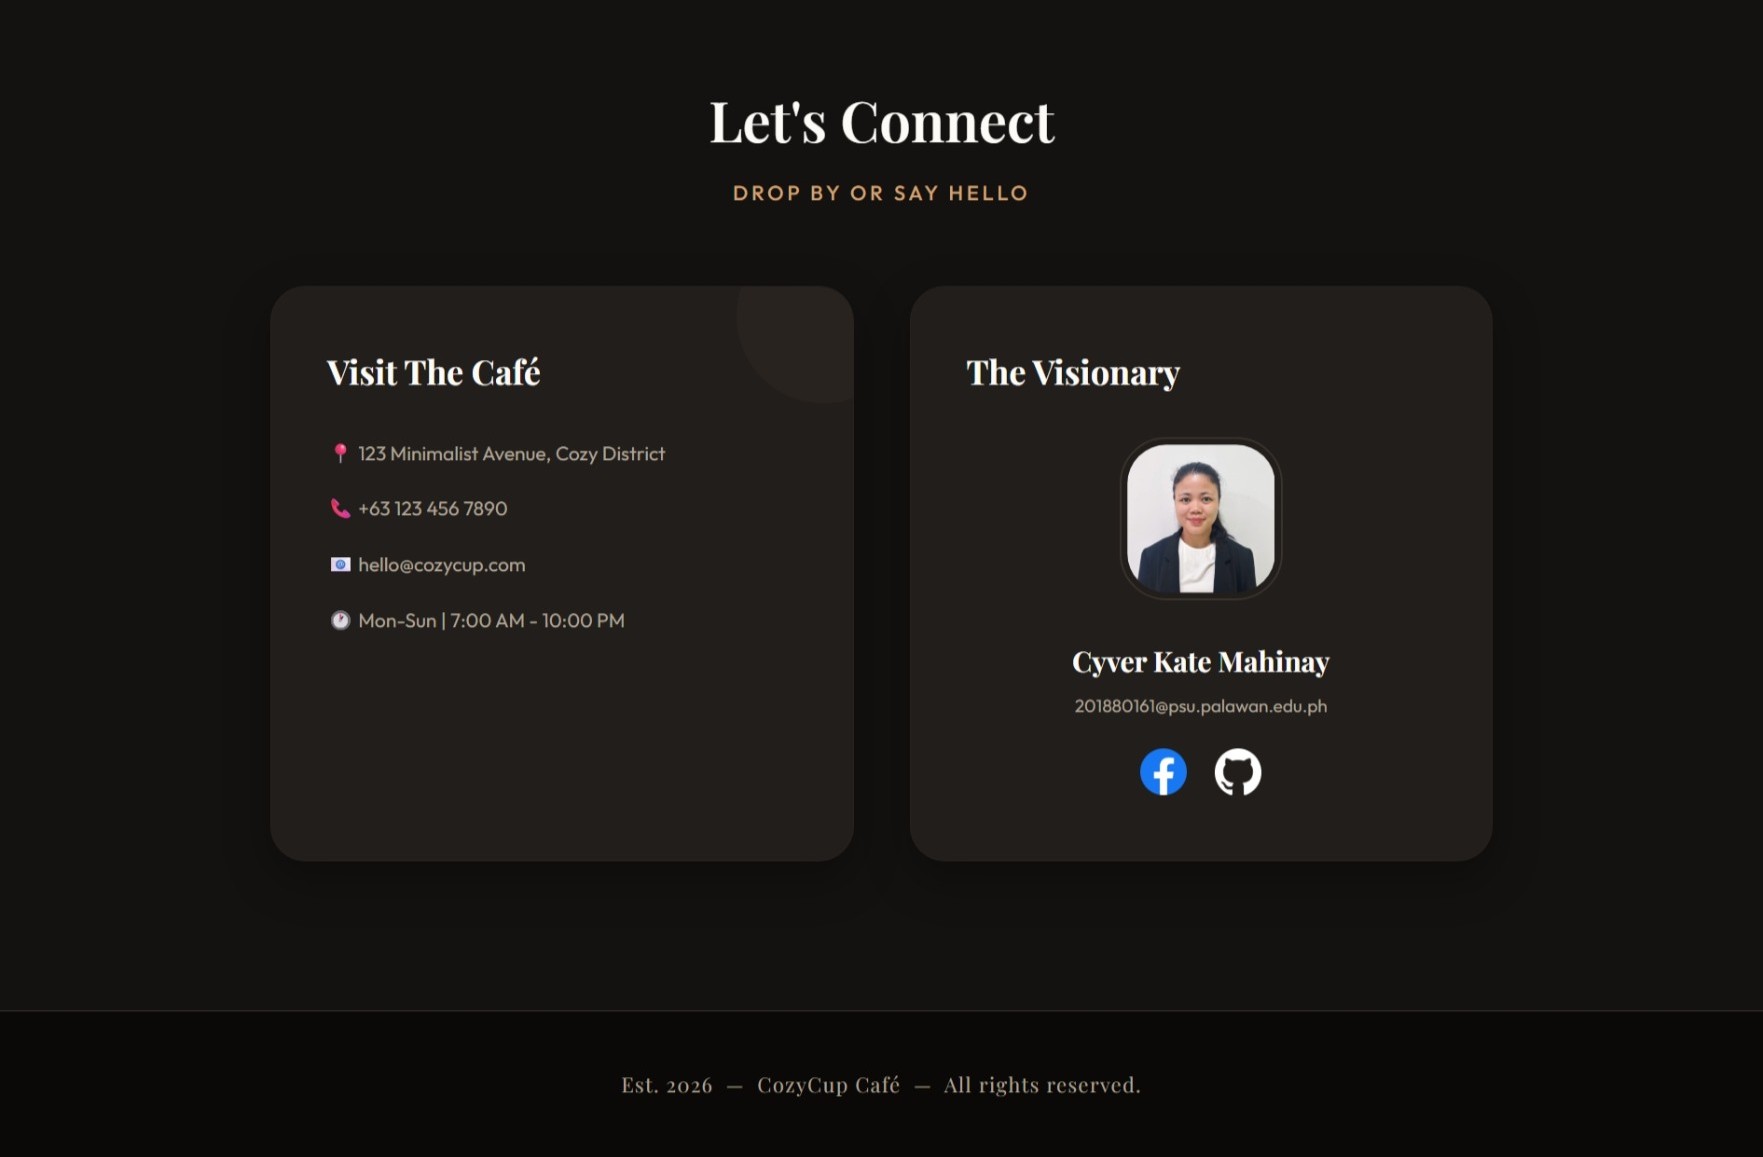 Let's Connect
DROP BY OR SAY HELLO
Visit The Café
123 Minimalist Avenue, Cozy District
+63 123 456 7890
hello@cozycup.com
Mon-Sun | 7:00 AM - 10:00 PM
The Visionary
Cyver Kate Mahinay
201880161@psu.palawan.edu.ph
Est. 2026 — CozyCup Café — All rights reserved.